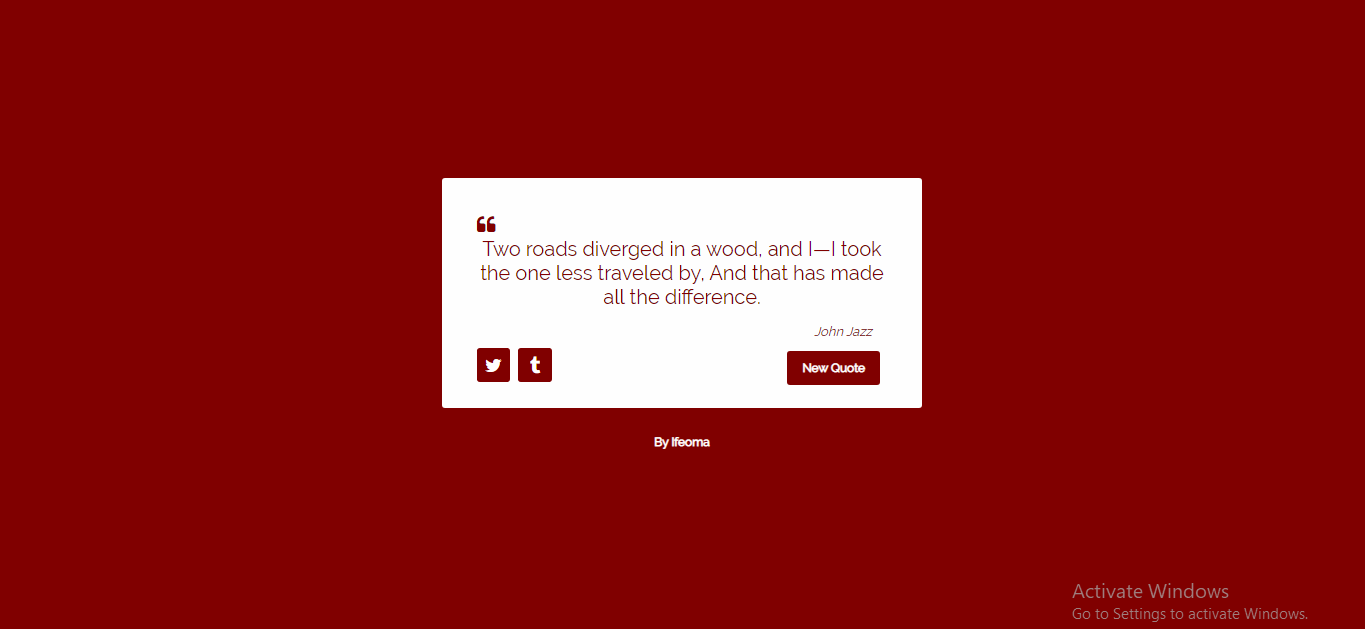 Two roads diverged in a wood, and I—I took
the one less traveled by, And that has made
all the difference.
John Jazz
New Quote
By Ifeoma
Activate Windows
Go to Settings to activate Windows.